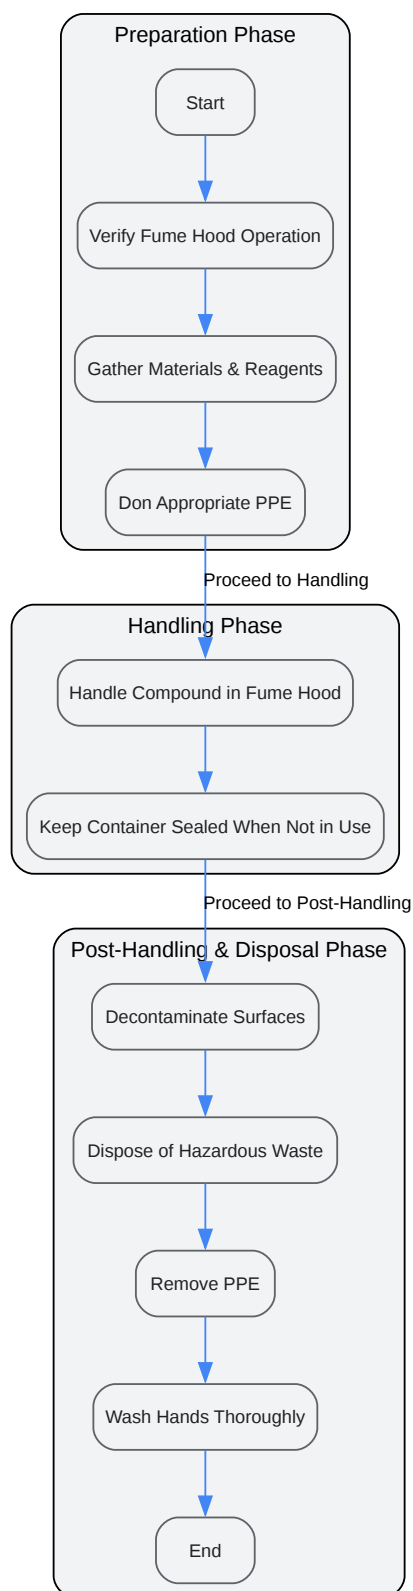 Preparation Phase
Start
Verify Fume Hood Operation
Gather Materials & Reagents
Don Appropriate PPE
Proceed to Handling
Handling Phase
Handle Compound in Fume Hood
Keep Container Sealed When Not in Use
Proceed to Post-Handling
Post-Handling & Disposal Phase
Decontaminate Surfaces
Dispose of Hazardous Waste
Remove PPE
Wash Hands Thoroughly
End